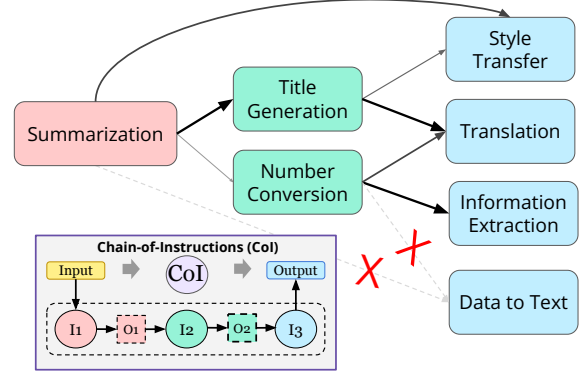 Style
Transfer
Title
Generation
Summarization
Translation
Number
Conversion
Information
Extraction
Data to Text
X
X
Chain-of-Instructions (CoI)
Input
CoI
Output
I1
O1
I2
O2
I3